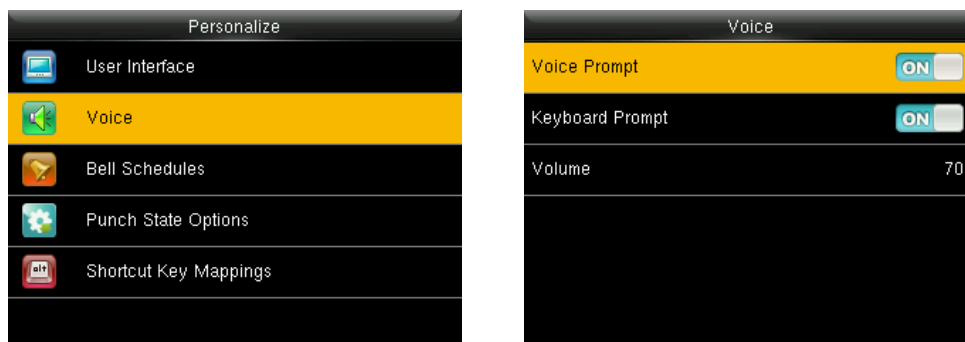 Personalize
User Interface
Voice
Bell Schedules
Punch State Options
alt
Shortcut Key Mappings
Voice
Voice Prompt ON
Keyboard Prompt ON
Volume 70